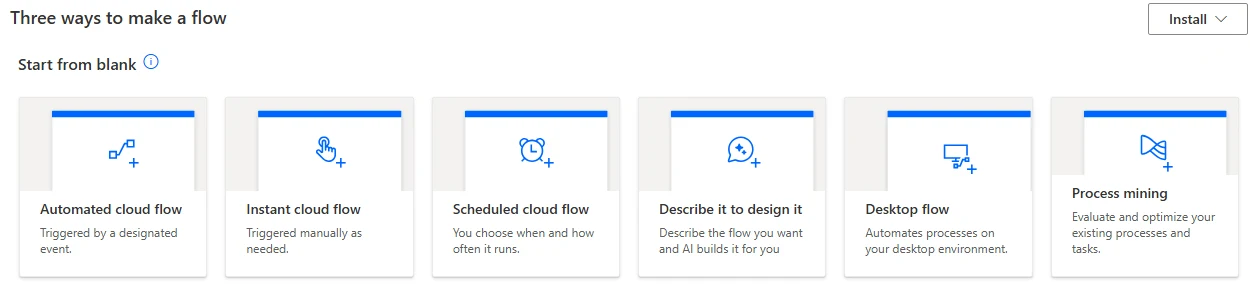 Three ways to make a flow
Install
Start from blank
Automated cloud flow
Triggered by a designated
event.
Instant cloud flow
Triggered manually as
needed.
Scheduled cloud flow
You choose when and how
often it runs.
Describe it to design it
Describe the flow you want
and AI builds it for you
Desktop flow
Automates processes on
your desktop environment.
Process mining
Evaluate and optimize your
existing processes and
tasks.